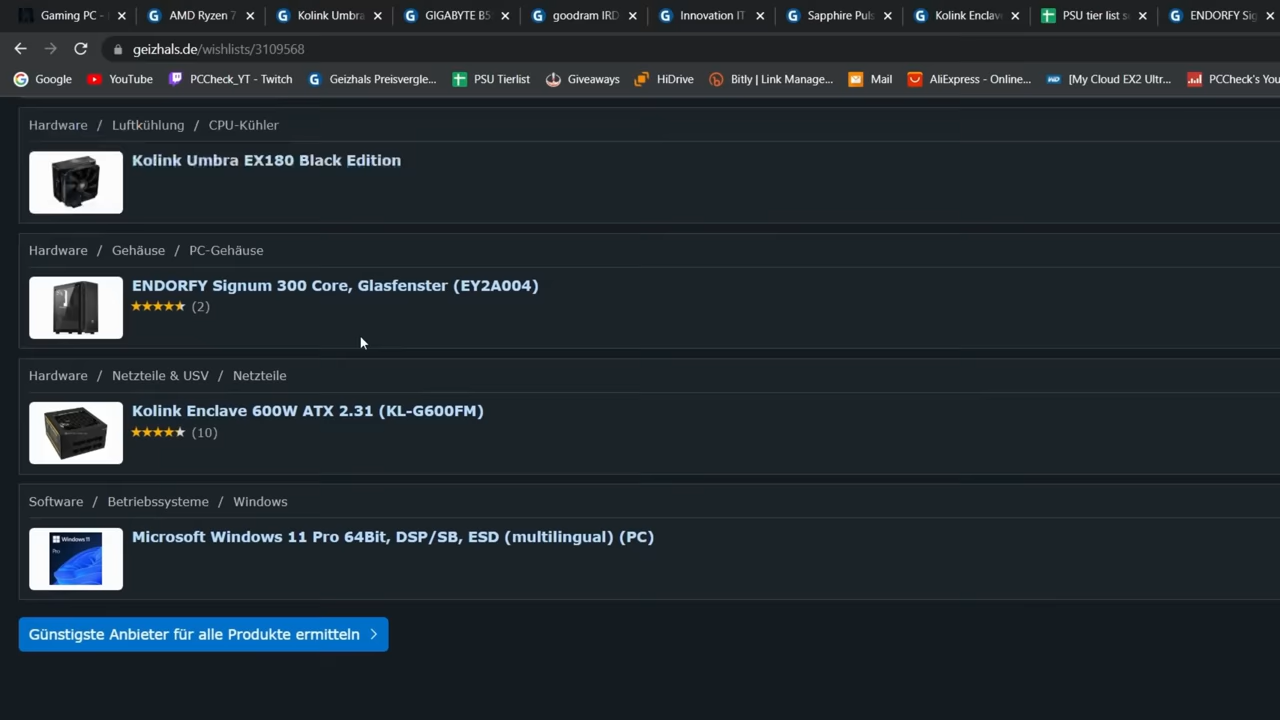 Gaming PC -
AMD Ryzen 7
Kolink Umbra
GIGABYTE B5
goodram IRD
Innovation IT
Sapphire Puls
Kolink Enclav
PSU tier list
ENDORFY Sig
geizhals.de/wishlists/3109568
Google
YouTube
PCCheck_YT - Twitch
Geizhals Preisvergle...
PSU Tierlist
Giveaways
HiDrive
Bitly | Link Manage...
Mail
AliExpress - Online...
[My Cloud EX2 Ultr...
PCCheck's You
Hardware / Luftkühlung / CPU-Kühler
Kolink Umbra EX180 Black Edition
Hardware / Gehäuse / PC-Gehäuse
ENDORFY Signum 300 Core, Glasfenster (EY2A004)
(2)
Hardware / Netzteile & USV / Netzteile
Kolink Enclave 600W ATX 2.31 (KL-G600FM)
(10)
Software / Betriebssysteme / Windows
Microsoft Windows 11 Pro 64Bit, DSP/SB, ESD (multilingual) (PC)
Windows 11
Pro
Günstigste Anbieter für alle Produkte ermitteln